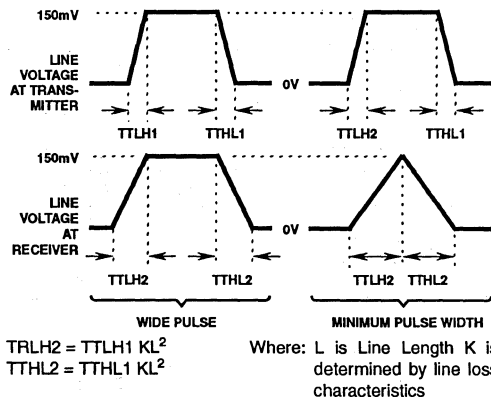 150mV
LINE
VOLTAGE
AT TRANS-
MITTER
0V
TTLH1
TTHL1
TTLH2
TTHL1
150mV
LINE
VOLTAGE
AT
RECEIVER
0V
TTLH2
TTHL2
TTLH2 TTHL2
WIDE PULSE
MINIMUM PULSE WIDTH
TRLH2 = TTLH1 KL²
TTHL2 = TTHL1 KL²
Where: L is Line Length K is
determined by line loss
characteristics